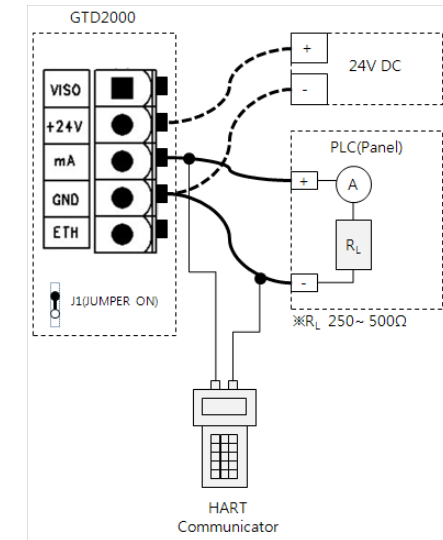 GTD2000
VISO
+24V
mA
GND
ETH
J1(JUMPER ON)
+
-
24V DC
PLC(Panel)
+
A
RL
-
※RL 250~ 500Ω
HART
Communicator